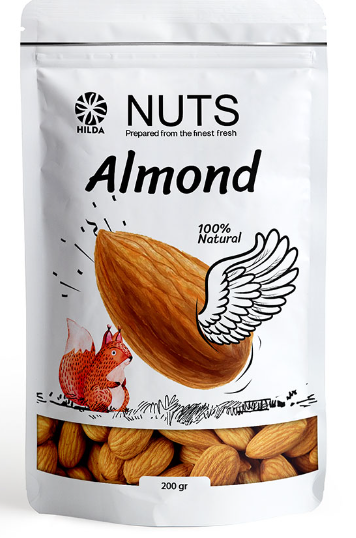 HILDA
NUTS
Prepared from the finest fresh
Almond
100%
Natural
200 gr